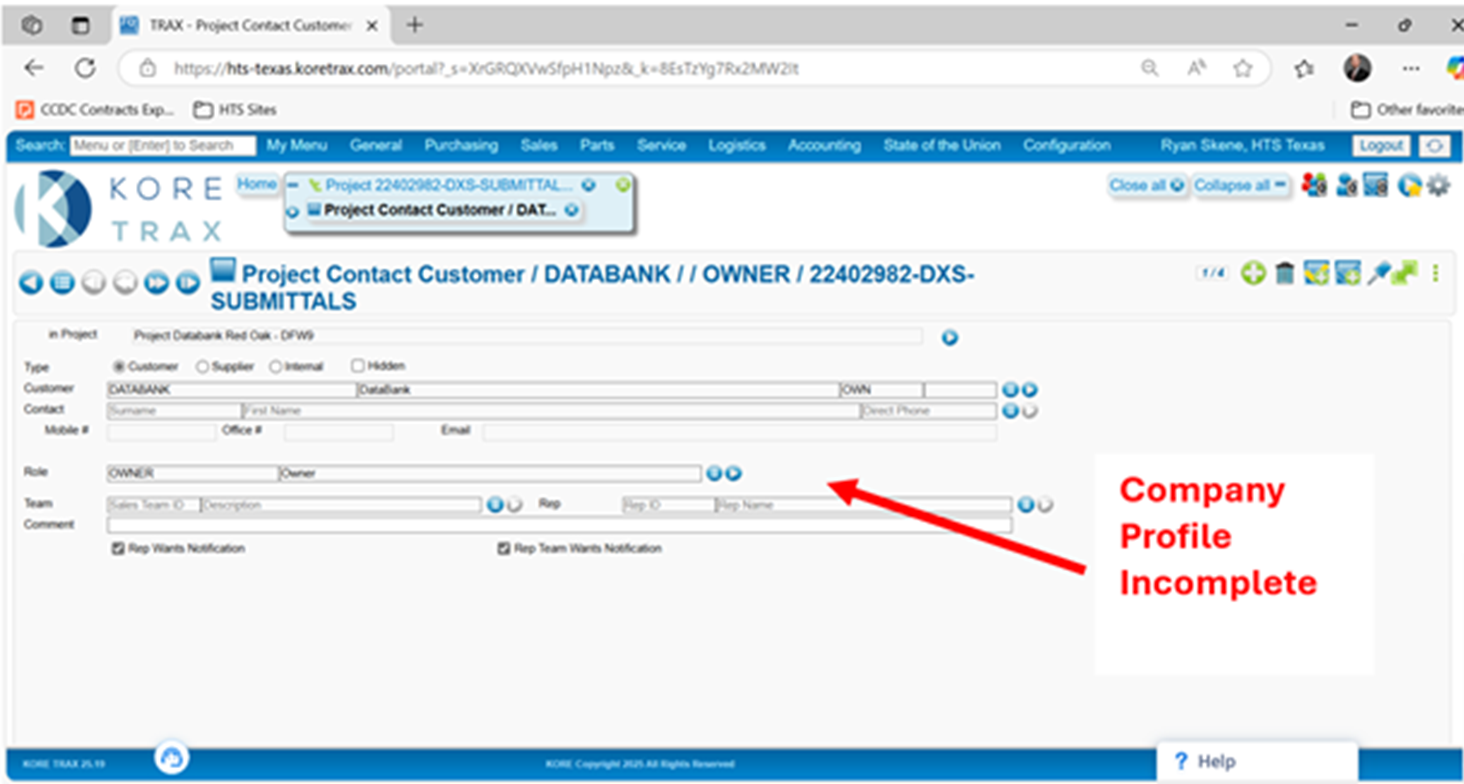 TRAX - Project Contact Customer
https://hts-texas.koretrax.com/portal?_s=XrGRQXVwSfpH1Npz&_k=8EsTzYg7Rx2MW2It
CCDC Contracts Exp... HTS Sites Other favorite
Search: Menu or [Enter] to Search My Menu General Purchasing Sales Parts Service Logistics Accounting State of the Union Configuration Ryan Skene, HTS Texas Logout
KORE TRAX
Home Project 22402982-DXS-SUBMITTAL... Close all Collapse all
Project Contact Customer / DAT...
Project Contact Customer / DATABANK / / OWNER / 22402982-DXS-
SUBMITTALS
1/4
in Project Project Databank Red Oak - DFW9
Type Customer Supplier Internal Hidden
Customer DATABANK DataBank OWN
Contact Surname First Name Direct Phone
Mobile # Office # Email
Role OWNER Owner
Team Sales Team ID Description Rep Rep ID Rep Name
Comment
Rep Wants Notification Rep Team Wants Notification
Company
Profile
Incomplete
KORE TRAX 25.19 KORE Copyright 2025 All Rights Reserved ? Help